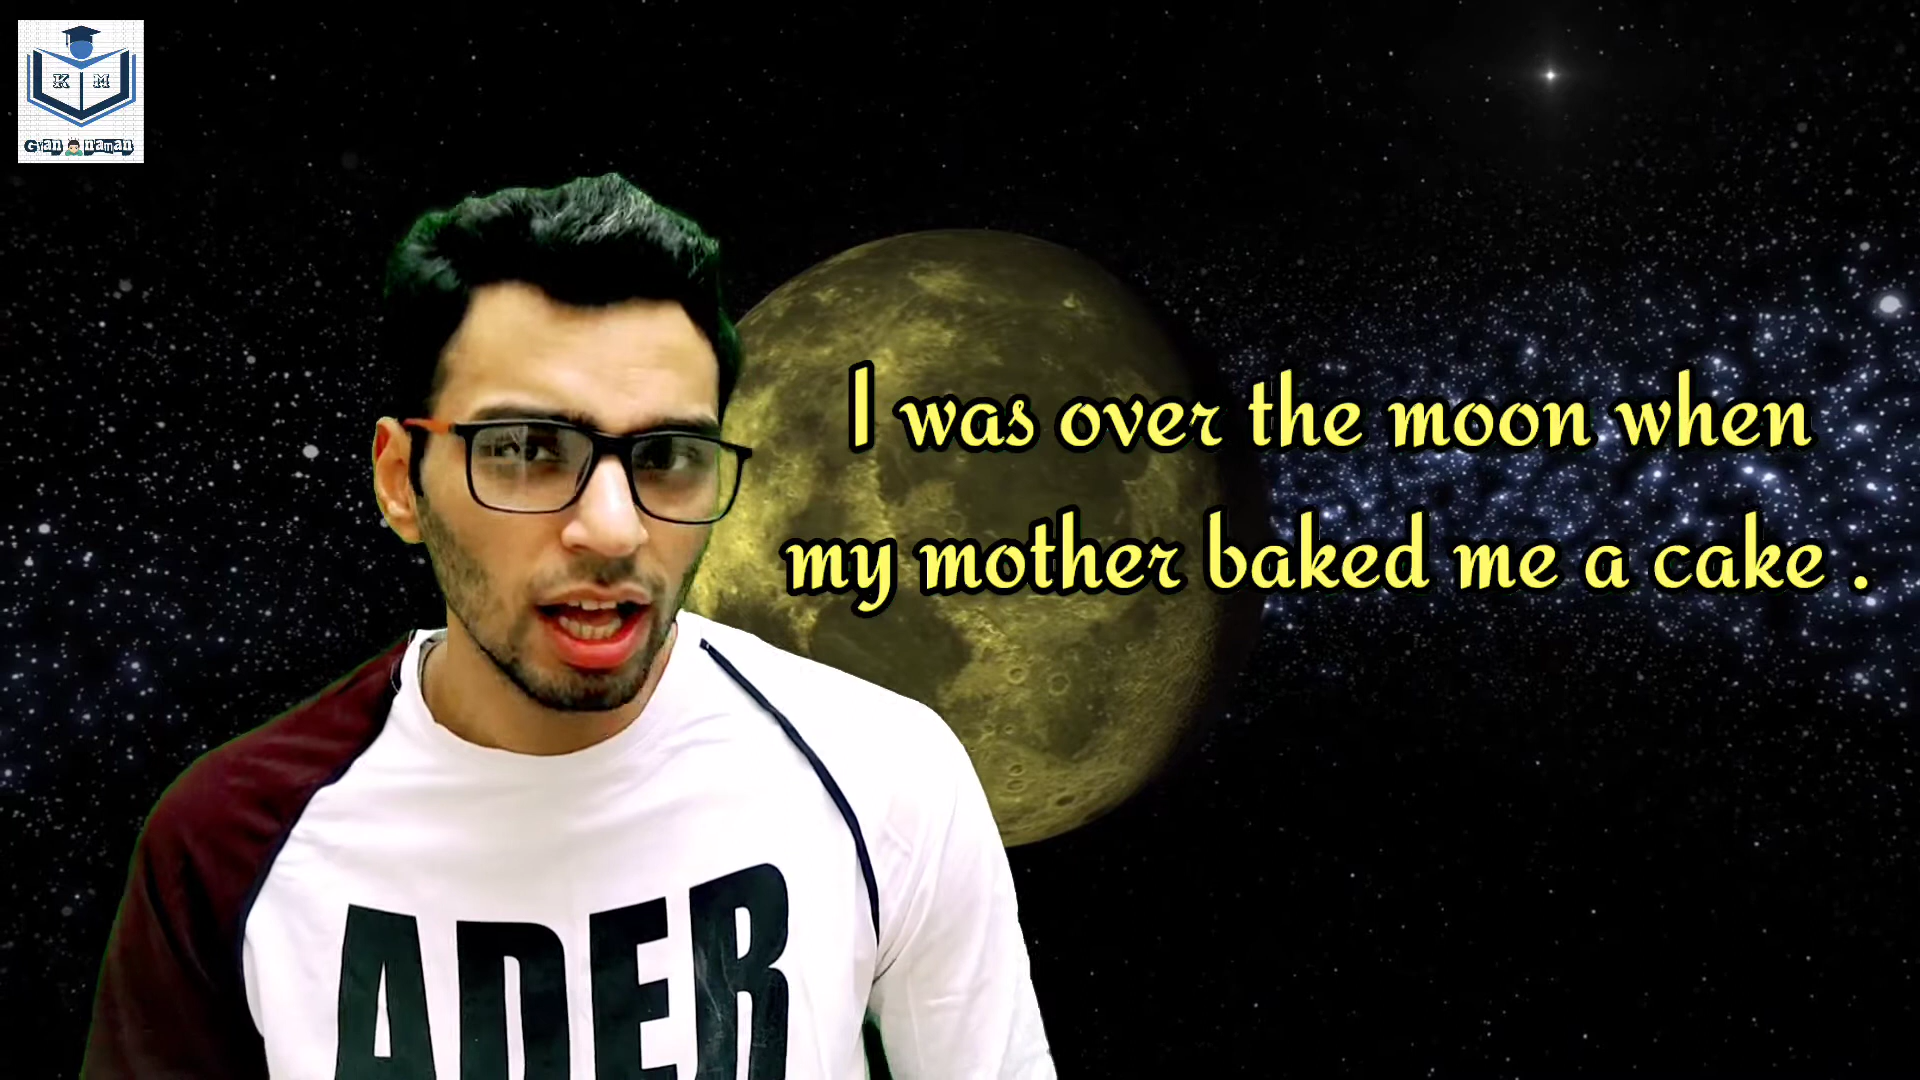 K M
Gyan naman
I was over the moon when
my mother baked me a cake .
ADER